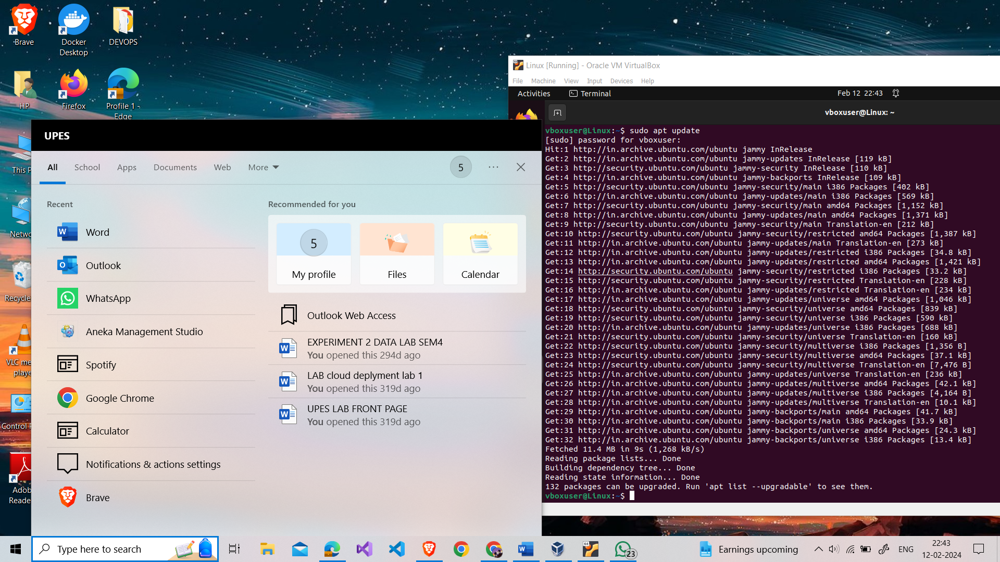 Brave
Docker
Desktop
DEVOPS
HP
Firefox
Profile 1 -
Edge
This P
Netwo
Recycle
VLC me
playe
Control P
Adob
Reade
UPES
All
School
Apps
Documents
Web
More
5
Recent
Word
Outlook
WhatsApp
Aneka Management Studio
Spotify
Google Chrome
Calculator
Notifications & actions settings
Brave
Recommended for you
5
My profile
Files
Calendar
Outlook Web Access
EXPERIMENT 2 DATA LAB SEM4
You opened this 294d ago
LAB cloud deplyment lab 1
You opened this 319d ago
UPES LAB FRONT PAGE
You opened this 319d ago
Linux [Running] - Oracle VM VirtualBox
File Machine View Input Devices Help
Activities Terminal Feb 12 22:43
vboxuser@Linux: ~
vboxuser@Linux:~$ sudo apt update
[sudo] password for vboxuser:
Hit:1 http://in.archive.ubuntu.com/ubuntu jammy InRelease
Get:2 http://in.archive.ubuntu.com/ubuntu jammy-updates InRelease [119 kB]
Get:3 http://security.ubuntu.com/ubuntu jammy-security InRelease [110 kB]
Get:4 http://in.archive.ubuntu.com/ubuntu jammy-backports InRelease [109 kB]
Get:5 http://security.ubuntu.com/ubuntu jammy-security/main i386 Packages [402 kB]
Get:6 http://in.archive.ubuntu.com/ubuntu jammy-updates/main i386 Packages [569 kB]
Get:7 http://security.ubuntu.com/ubuntu jammy-security/main amd64 Packages [1,152 kB]
Get:8 http://in.archive.ubuntu.com/ubuntu jammy-updates/main amd64 Packages [1,371 kB]
Get:9 http://security.ubuntu.com/ubuntu jammy-security/main Translation-en [212 kB]
Get:10 http://security.ubuntu.com/ubuntu jammy-security/restricted amd64 Packages [1,387 kB]
Get:11 http://in.archive.ubuntu.com/ubuntu jammy-updates/main Translation-en [273 kB]
Get:12 http://in.archive.ubuntu.com/ubuntu jammy-updates/restricted i386 Packages [34.8 kB]
Get:13 http://in.archive.ubuntu.com/ubuntu jammy-updates/restricted amd64 Packages [1,421 kB]
Get:14 http://security.ubuntu.com/ubuntu jammy-security/restricted i386 Packages [33.2 kB]
Get:15 http://security.ubuntu.com/ubuntu jammy-security/restricted Translation-en [228 kB]
Get:16 http://in.archive.ubuntu.com/ubuntu jammy-updates/restricted Translation-en [234 kB]
Get:17 http://in.archive.ubuntu.com/ubuntu jammy-updates/universe amd64 Packages [1,046 kB]
Get:18 http://security.ubuntu.com/ubuntu jammy-security/universe amd64 Packages [839 kB]
Get:19 http://security.ubuntu.com/ubuntu jammy-security/universe i386 Packages [590 kB]
Get:20 http://in.archive.ubuntu.com/ubuntu jammy-updates/universe i386 Packages [688 kB]
Get:21 http://security.ubuntu.com/ubuntu jammy-security/universe Translation-en [160 kB]
Get:22 http://security.ubuntu.com/ubuntu jammy-security/multiverse i386 Packages [1,356 B]
Get:23 http://security.ubuntu.com/ubuntu jammy-security/multiverse amd64 Packages [37.1 kB]
Get:24 http://security.ubuntu.com/ubuntu jammy-security/multiverse Translation-en [7,476 B]
Get:25 http://in.archive.ubuntu.com/ubuntu jammy-updates/universe Translation-en [236 kB]
Get:26 http://in.archive.ubuntu.com/ubuntu jammy-updates/multiverse amd64 Packages [42.1 kB]
Get:27 http://in.archive.ubuntu.com/ubuntu jammy-updates/multiverse i386 Packages [4,164 B]
Get:28 http://in.archive.ubuntu.com/ubuntu jammy-updates/multiverse Translation-en [10.1 kB]
Get:29 http://in.archive.ubuntu.com/ubuntu jammy-backports/main amd64 Packages [41.7 kB]
Get:30 http://in.archive.ubuntu.com/ubuntu jammy-backports/main i386 Packages [33.9 kB]
Get:31 http://in.archive.ubuntu.com/ubuntu jammy-backports/universe amd64 Packages [24.3 kB]
Get:32 http://in.archive.ubuntu.com/ubuntu jammy-backports/universe i386 Packages [13.4 kB]
Fetched 11.4 MB in 9s (1,268 kB/s)
Reading package lists... Done
Building dependency tree... Done
Reading state information... Done
132 packages can be upgraded. Run 'apt list --upgradable' to see them.
vboxuser@Linux:~$
Type here to search
64
23
Earnings upcoming
ENG
22:43
12-02-2024